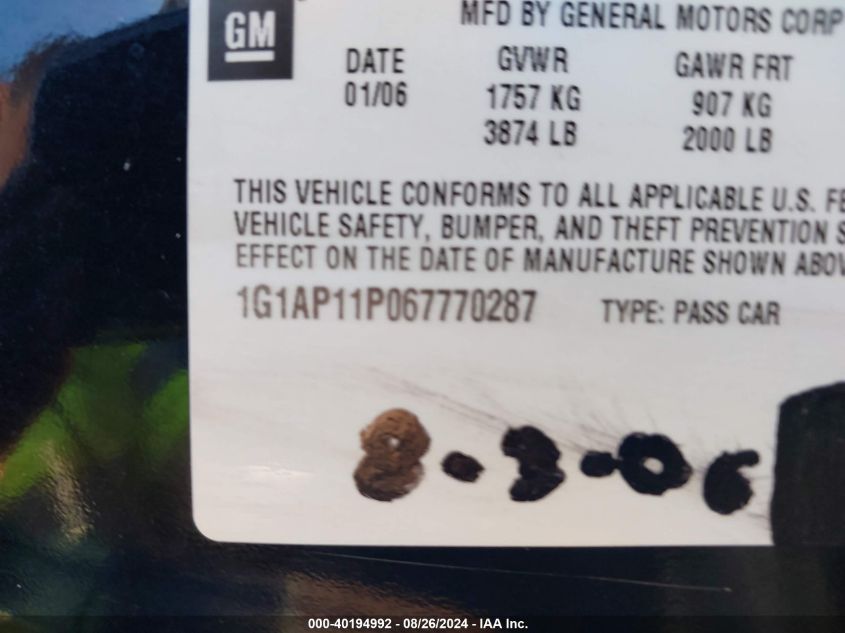 GM
MFD BY GENERAL MOTORS CORP
DATE GVWR GAWR FRT
01/06 1757 KG 907 KG
3874 LB 2000 LB
THIS VEHICLE CONFORMS TO ALL APPLICABLE U.S. FE
VEHICLE SAFETY, BUMPER, AND THEFT PREVENTION S
EFFECT ON THE DATE OF MANUFACTURE SHOWN ABOV
1G1AP11P067770287 TYPE: PASS CAR
8-3-06
000-40194992 - 08/26/2024 - IAA Inc.